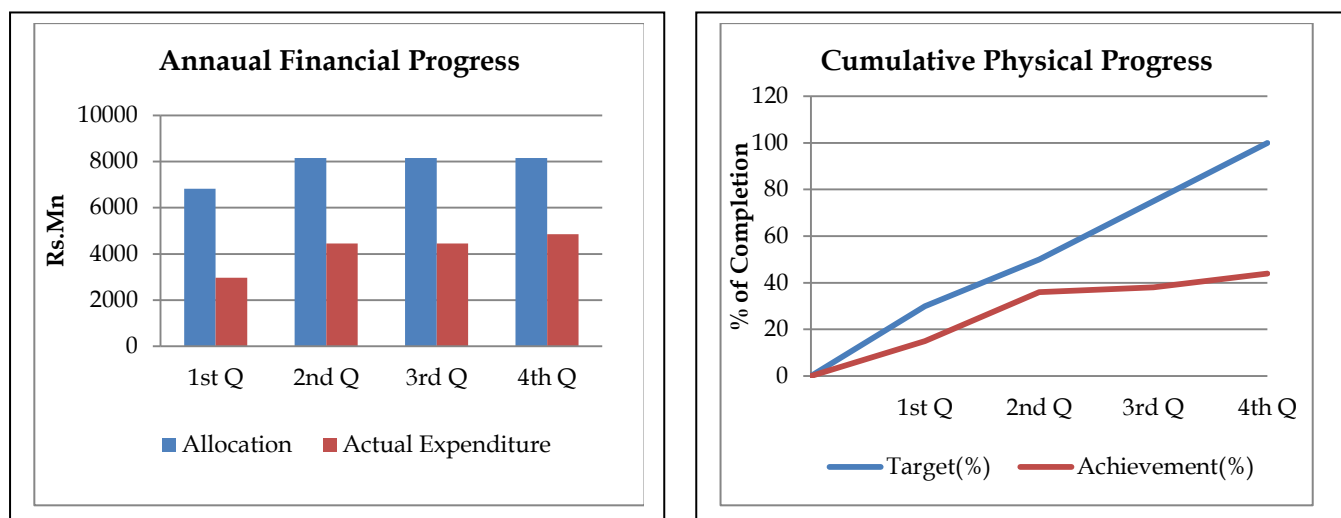 Annaual Financial Progress
10000
8000
6000
4000
2000
0
Rs.Mn
1st Q 2nd Q 3rd Q 4th Q
Allocation Actual Expenditure
Cumulative Physical Progress
120
100
80
60
40
20
0
% of Completion
1st Q 2nd Q 3rd Q 4th Q
Target(%) Achievement(%)